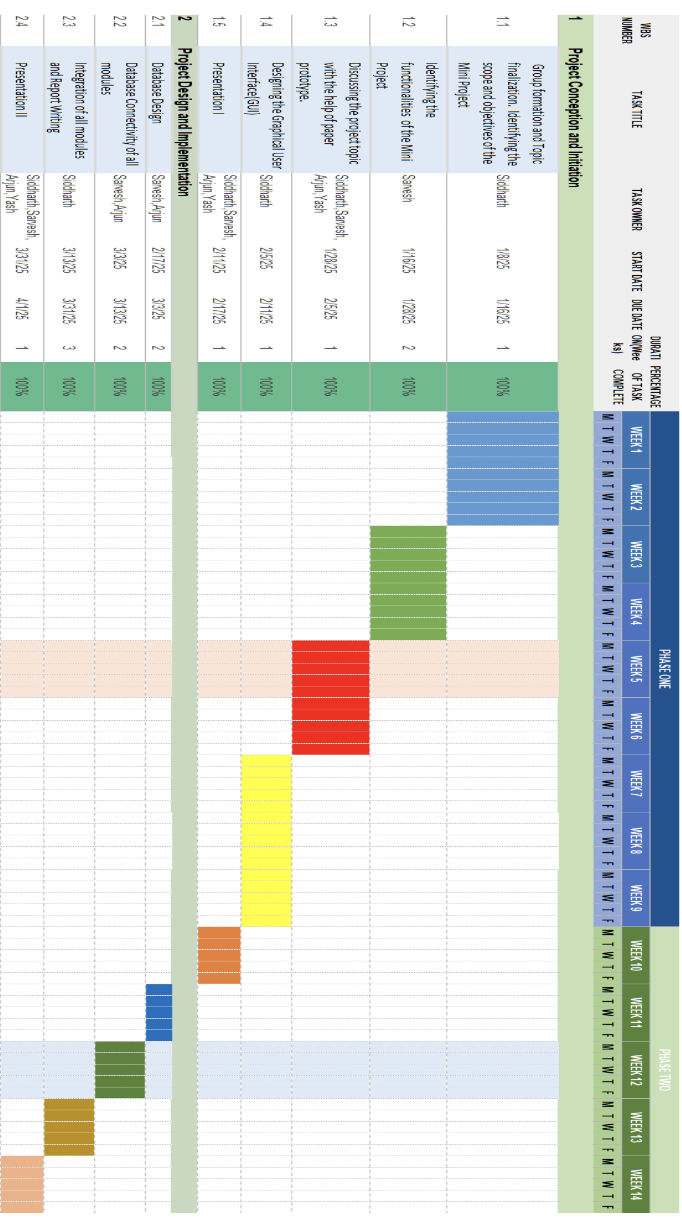 PHASE ONE PHASE TWO
WBS NUMBER TASK TITLE TASK OWNER START DATE DUE DATE DURATI ON(Wee ks) PERCENTAGE OF TASK COMPLETE WEEK 1 WEEK 2 WEEK 3 WEEK 4 WEEK 5 WEEK 6 WEEK 7 WEEK 8 WEEK 9 WEEK 10 WEEK 11 WEEK 12 WEEK 13 WEEK 14
M T W T F M T W T F M T W T F M T W T F M T W T F M T W T F M T W T F M T W T F M T W T F M T W T F M T W T F M T W T F M T W T F M T W T F
1 Project Conception and Initiation
1.1 Group formation and Topic
finalization. Identifying the
scope and objectives of the
Mini Project
Siddharth 1/8/25 1/16/25 1 100%
1.2 Identifying the
functionalities of the Mini
Project
Sarvesh 1/16/25 1/28/25 2 100%
1.3 Discussing the project topic
with the help of paper
prototype.
Siddharth,Sarvesh,
Arjun,Yash
1/28/25 2/5/25 1 100%
1.4 Designing the Graphical User
Interface(GUI)
Siddharth 2/5/25 2/11/25 1 100%
1.5 Presentation I
Siddharth,Sarvesh,
Arjun,Yash
2/11/25 2/17/25 1 100%
2 Project Design and Implementation
2.1 Database Design Sarvesh,Arjun 2/17/25 3/3/25 2 100%
2.2 Database Connectivity of all
modules
Sarvesh,Arjun 3/3/25 3/13/25 2 100%
2.3 Integration of all modules
and Report Writing
Siddharth 3/13/25 3/31/25 3 100%
2.4 Presentation II
Siddharth,Sarvesh,
Arjun,Yash
3/31/25 4/1/25 1 100%